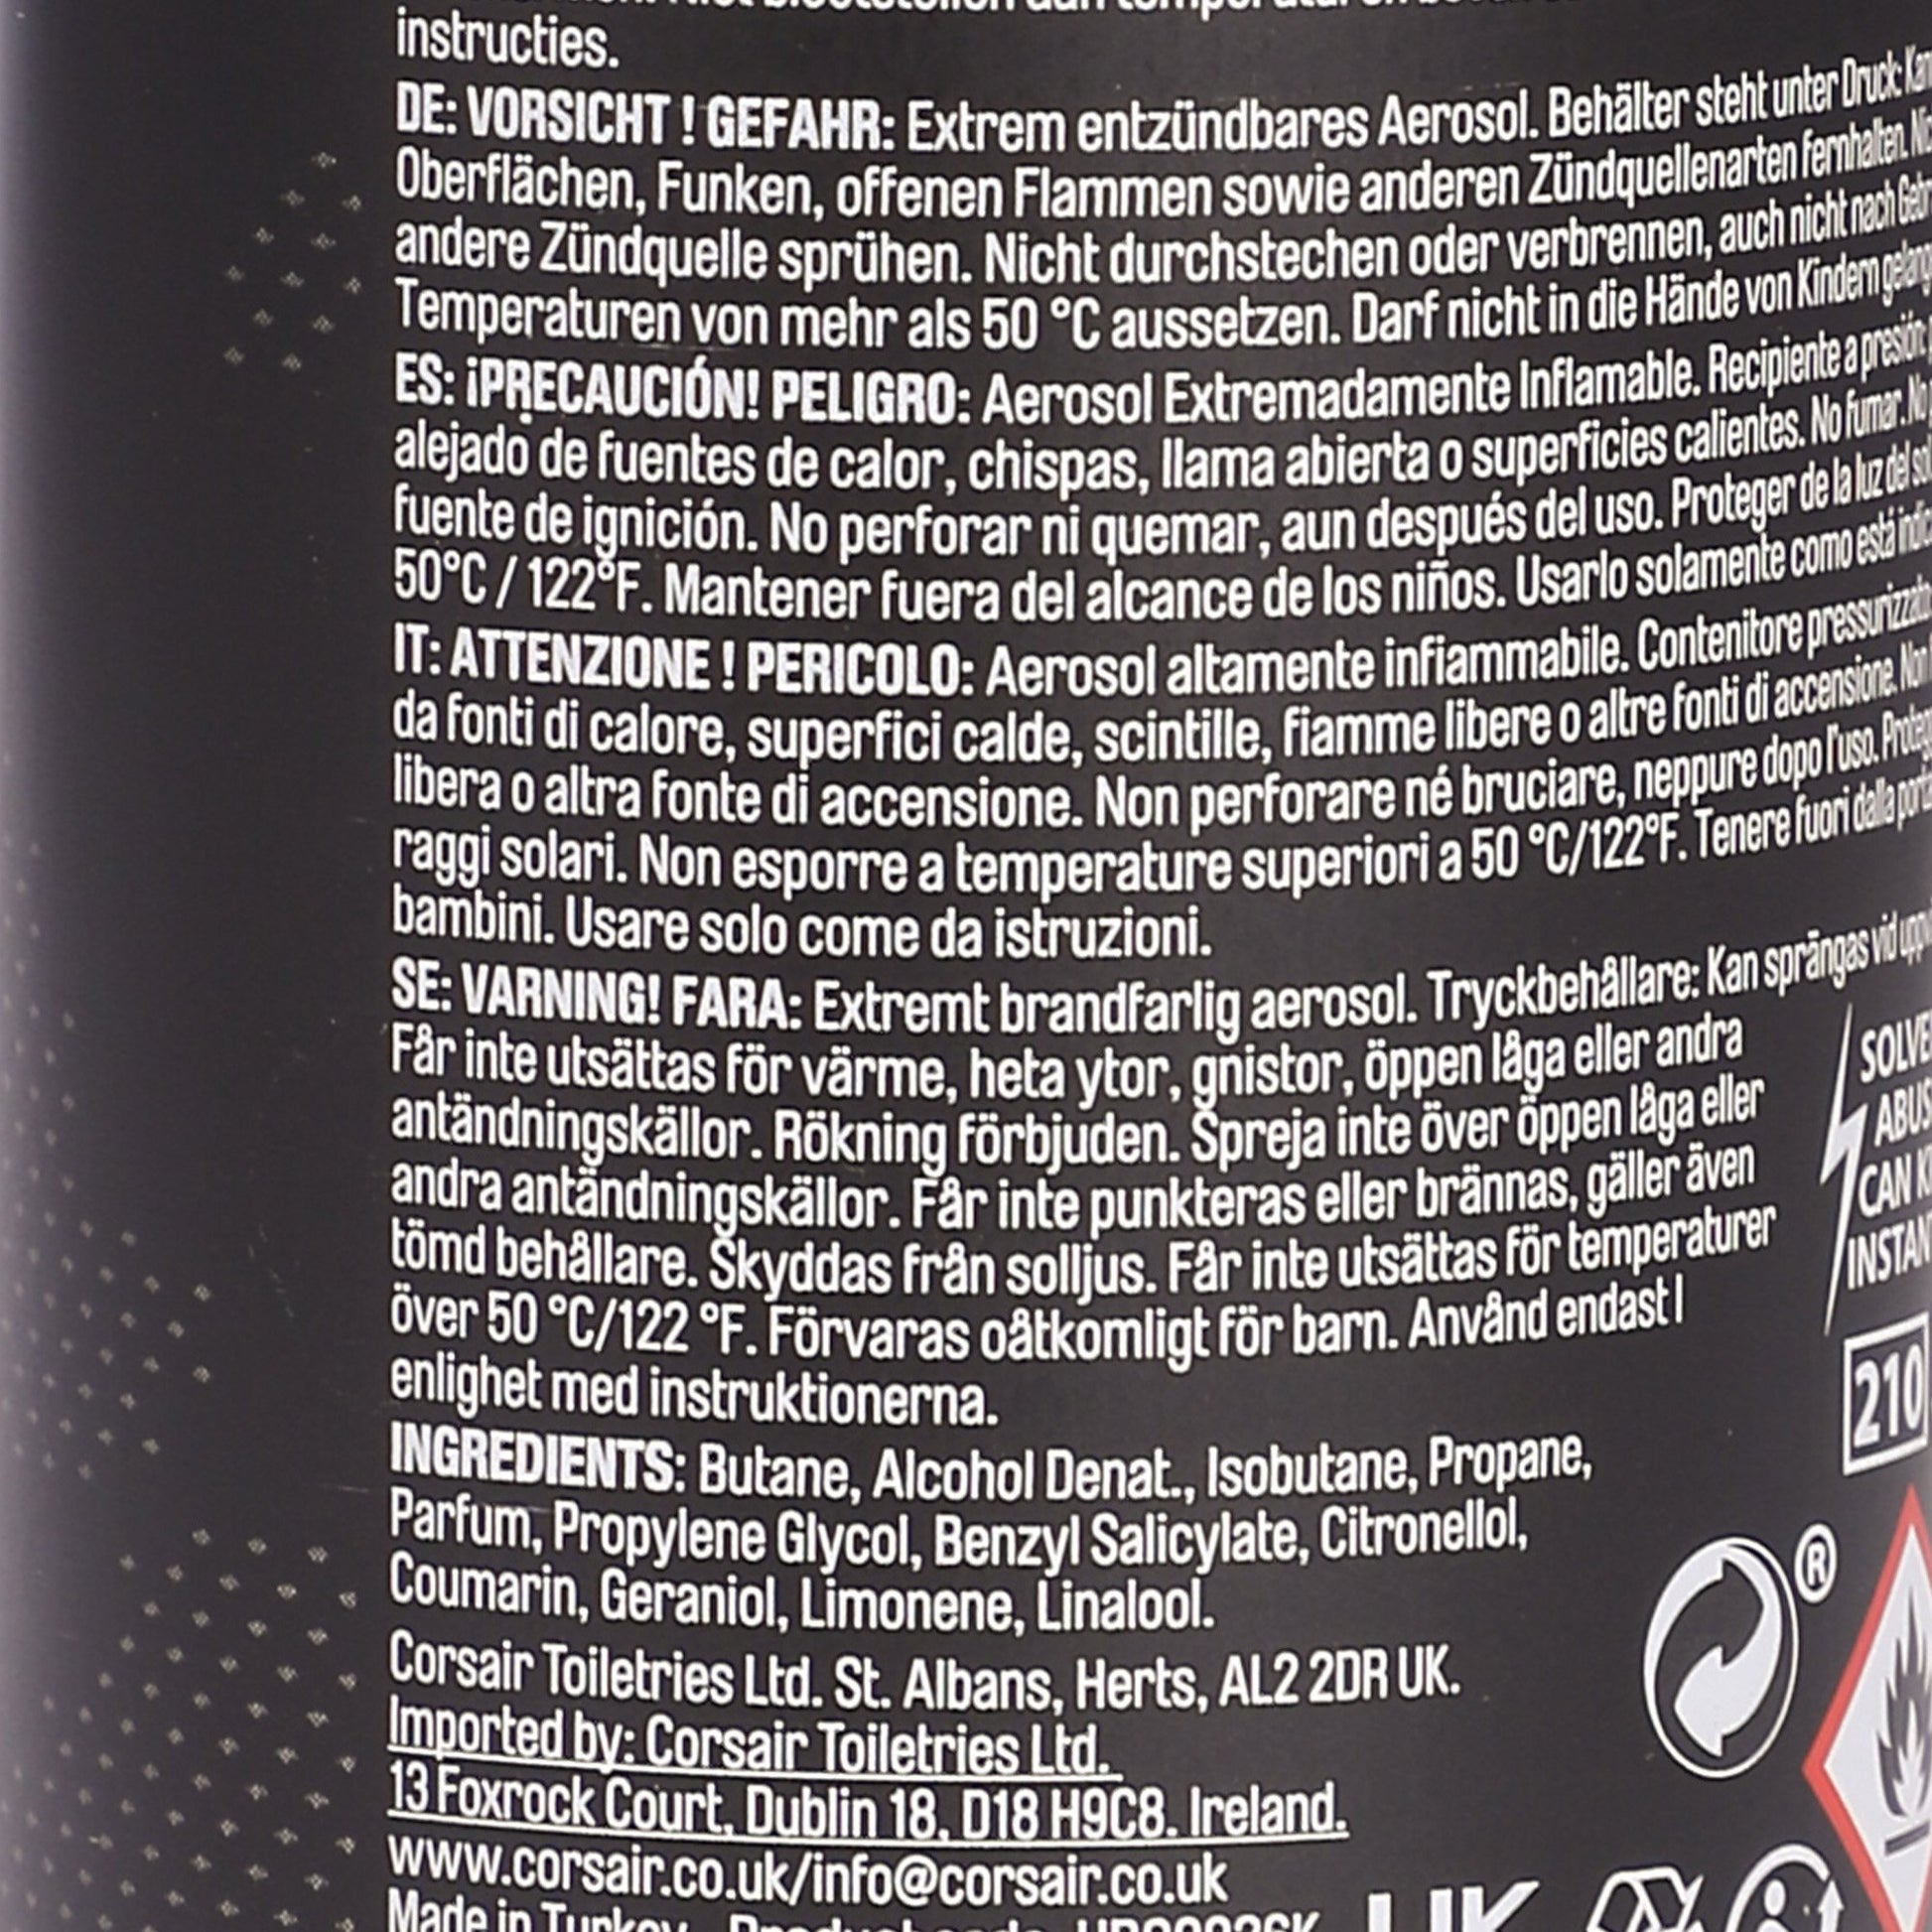 instructies.
DE: VORSICHT ! GEFAHR: Extrem entzündbares Aerosol. Behälter steht unter Druck:
Oberflächen, Funken, offenen Flammen sowie anderen Zündquellenarten fernhalten.
andere Zündquelle sprühen. Nicht durchstechen oder verbrennen, auch nicht nach
Temperaturen von mehr als 50 °C aussetzen. Darf nicht in die Hände von Kindern
ES: ¡PRECAUCIÓN! PELIGRO: Aerosol Extremadamente Inflamable. Recipiente a presión:
alejado de fuentes de calor, chispas, llama abierta o superficies calientes. No fumar.
fuente de ignición. No perforar ni quemar, aun después del uso. Proteger de la luz del
50°C / 122°F. Mantener fuera del alcance de los niños. Usarlo solamente como está
IT: ATTENZIONE ! PERICOLO: Aerosol altamente infiammabile. Contenitore
da fonti di calore, superfici calde, scintille, fiamme libere o altre fonti di accensione. Non
libera o altra fonte di accensione. Non perforare né bruciare, neppure dopo l'uso.
raggi solari. Non esporre a temperature superiori a 50 °C/122°F. Tenere fuori dalla
bambini. Usare solo come da istruzioni.
SE: VARNING! FARA: Extremt brandfarlig aerosol. Tryckbehållare: Kan sprängas vid
Får inte utsättas för värme, heta ytor, gnistor, öppen låga eller andra
antändningskällor. Rökning förbjuden. Spreja inte över öppen låga eller
andra antändningskällor. Får inte punkteras eller brännas, gäller även
tömd behållare. Skyddas från solljus. Får inte utsättas för temperaturer
över 50 °C/122 °F. Förvaras oåtkomligt för barn. Använd endast I
enlighet med instruktionerna.
CAN
210
INGREDIENTS: Butane, Alcohol Denat., Isobutane, Propane,
Parfum, Propylene Glycol, Benzyl Salicylate, Citronellol,
Coumarin, Geraniol, Limonene, Linalool.
®
Corsair Toiletries Ltd. St. Albans, Herts, AL2 2DR UK.
Imported by: Corsair Toiletries Ltd.
13 Foxrock Court, Dublin 18, D18 H9C8. Ireland.
www.corsair.co.uk/info@corsair.co.uk
Made in Turkey
UK